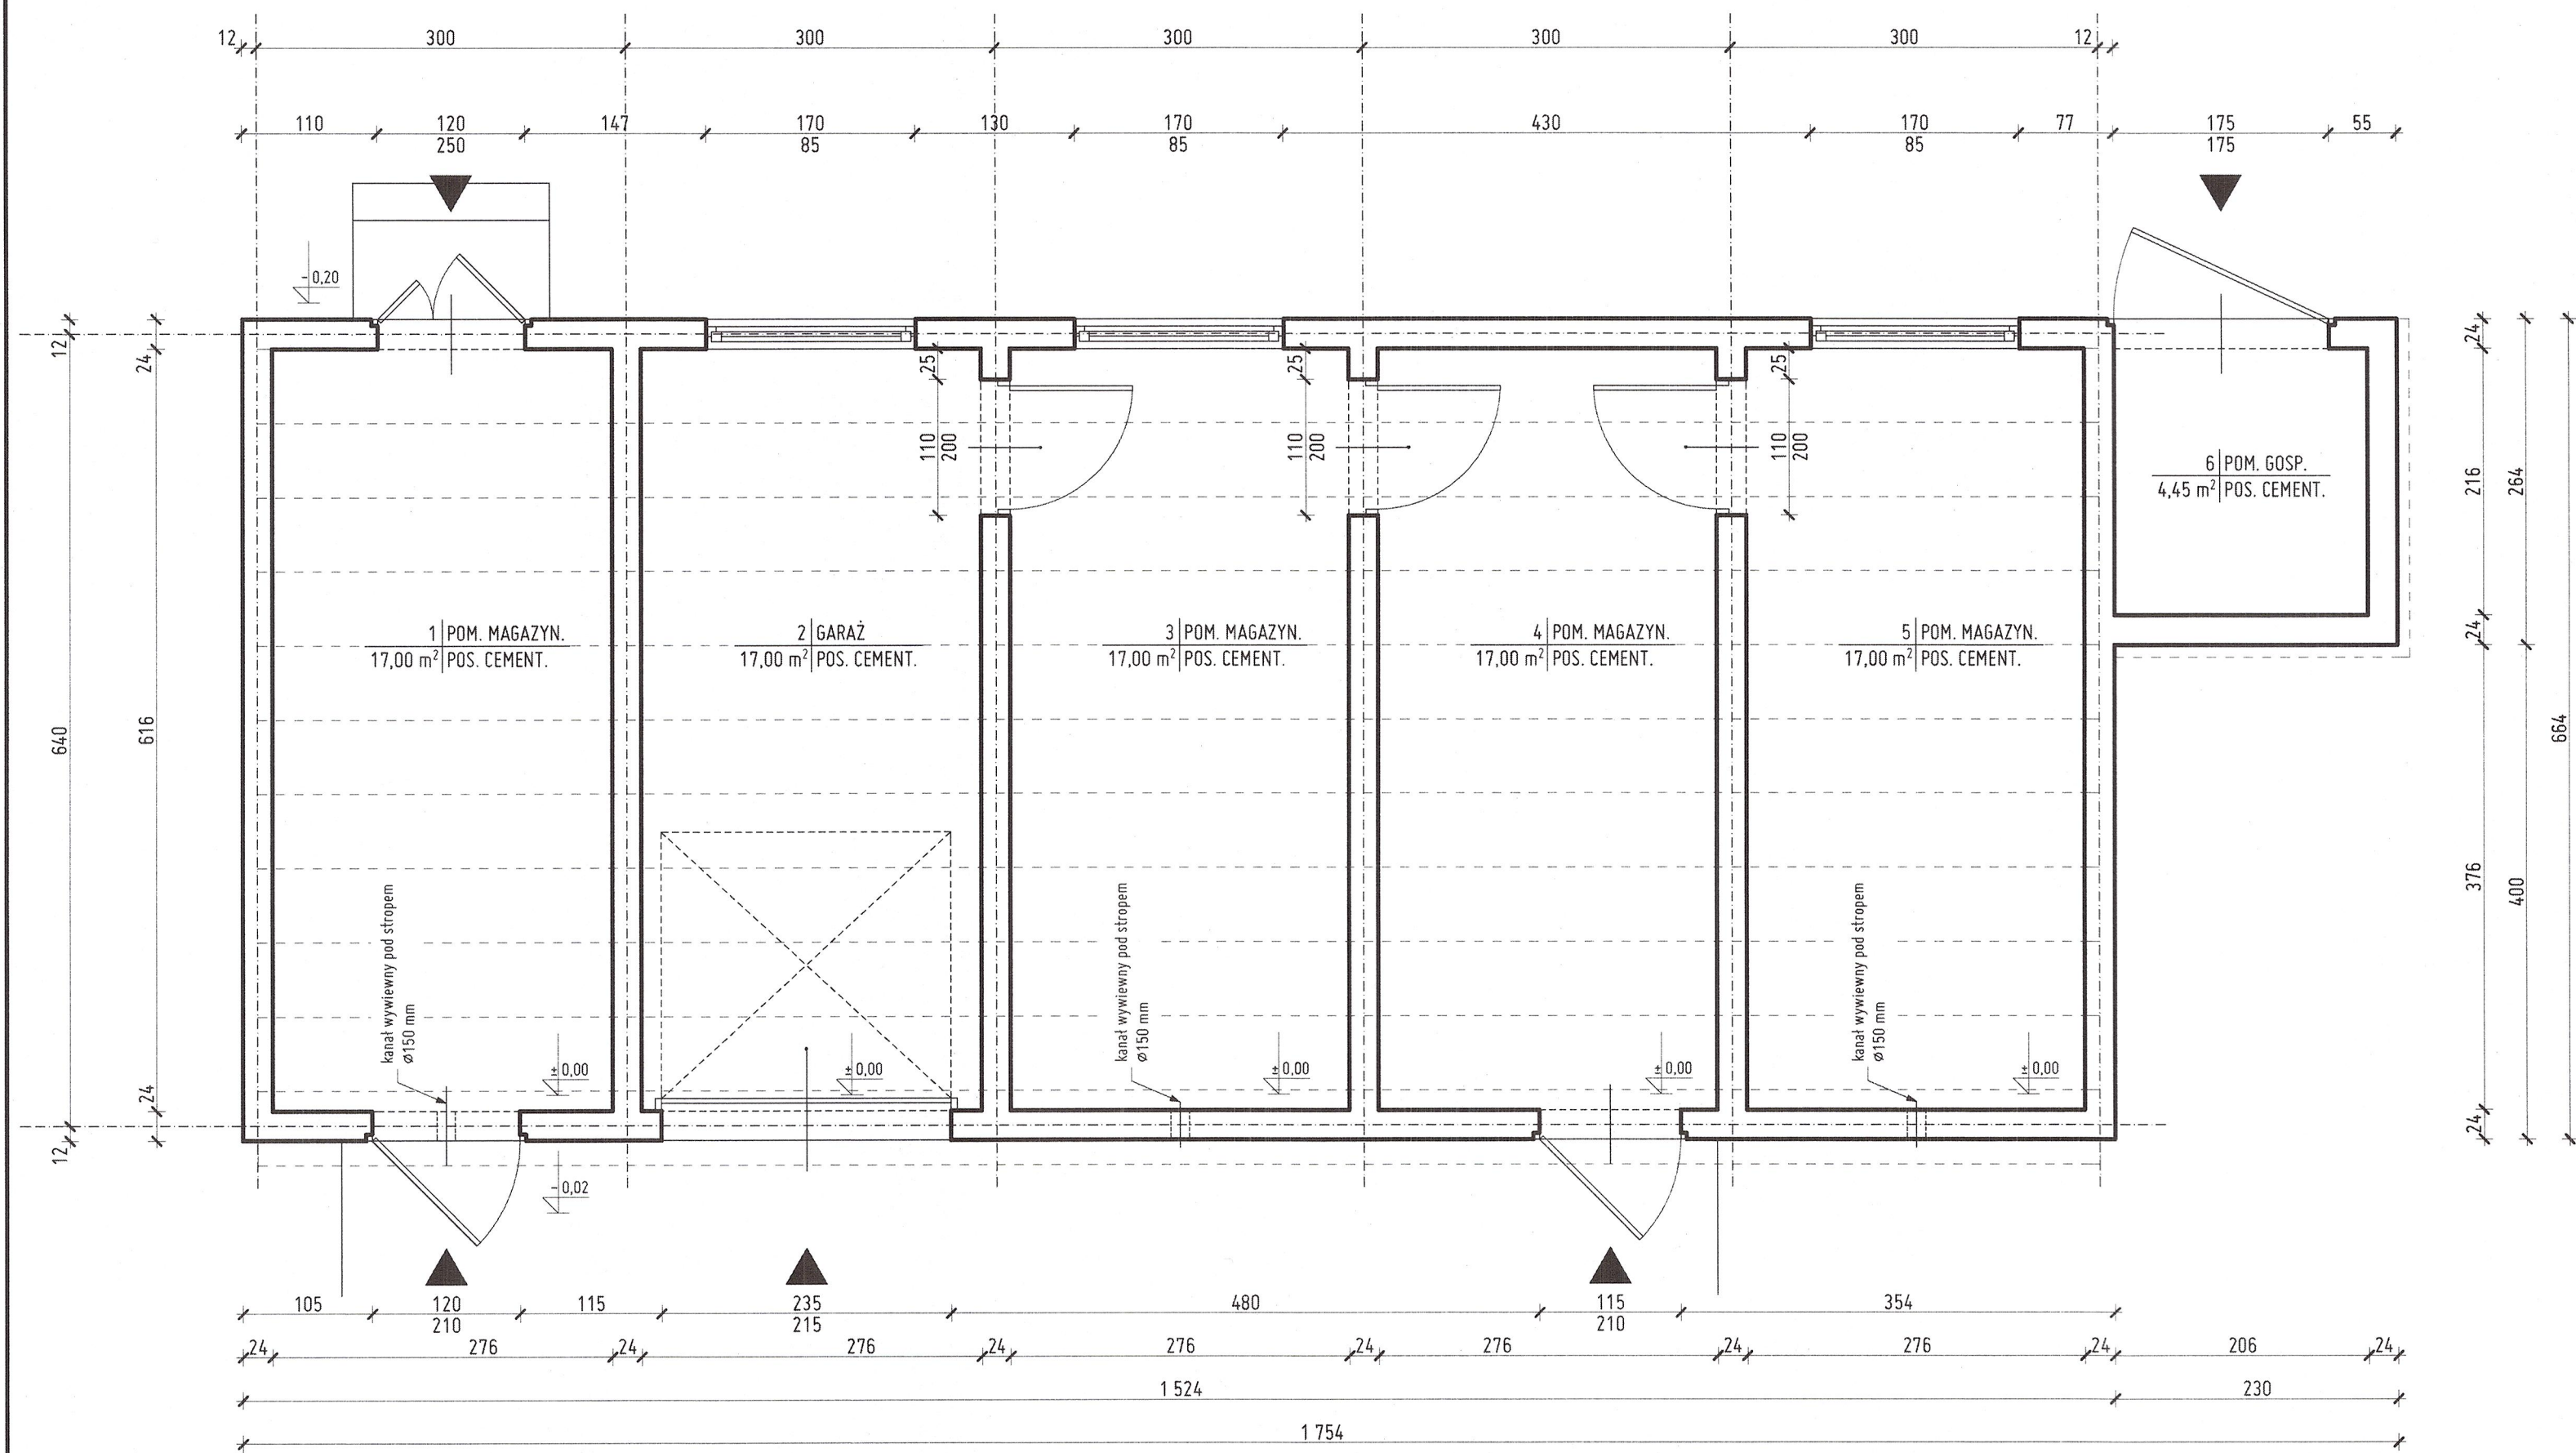 12 300 300 300 300 300 12
110 120 147 170 130 170 430 170 77 175 55
250 85 85 85 175
- 0,20
12
24
25
25
25
24
110
200
110
200
110
200
6 POM. GOSP.
4,45 m² POS. CEMENT.
216
264
1 POM. MAGAZYN.
17,00 m² POS. CEMENT.
2 GARAŻ
17,00 m² POS. CEMENT.
3 POM. MAGAZYN.
17,00 m² POS. CEMENT.
4 POM. MAGAZYN.
17,00 m² POS. CEMENT.
5 POM. MAGAZYN.
17,00 m² POS. CEMENT.
24
640
616
664
376
400
kanał wywiewny pod stropem
ø150 mm
kanał wywiewny pod stropem
ø150 mm
kanał wywiewny pod stropem
ø150 mm
± 0,00
± 0,00
± 0,00
± 0,00
± 0,00
24
24
12
- 0,02
105 120 115 235 480 115 354
210 215 210
24 276 24 276 24 276 24 276 24 276 24 206 24
1 524 230
1 754